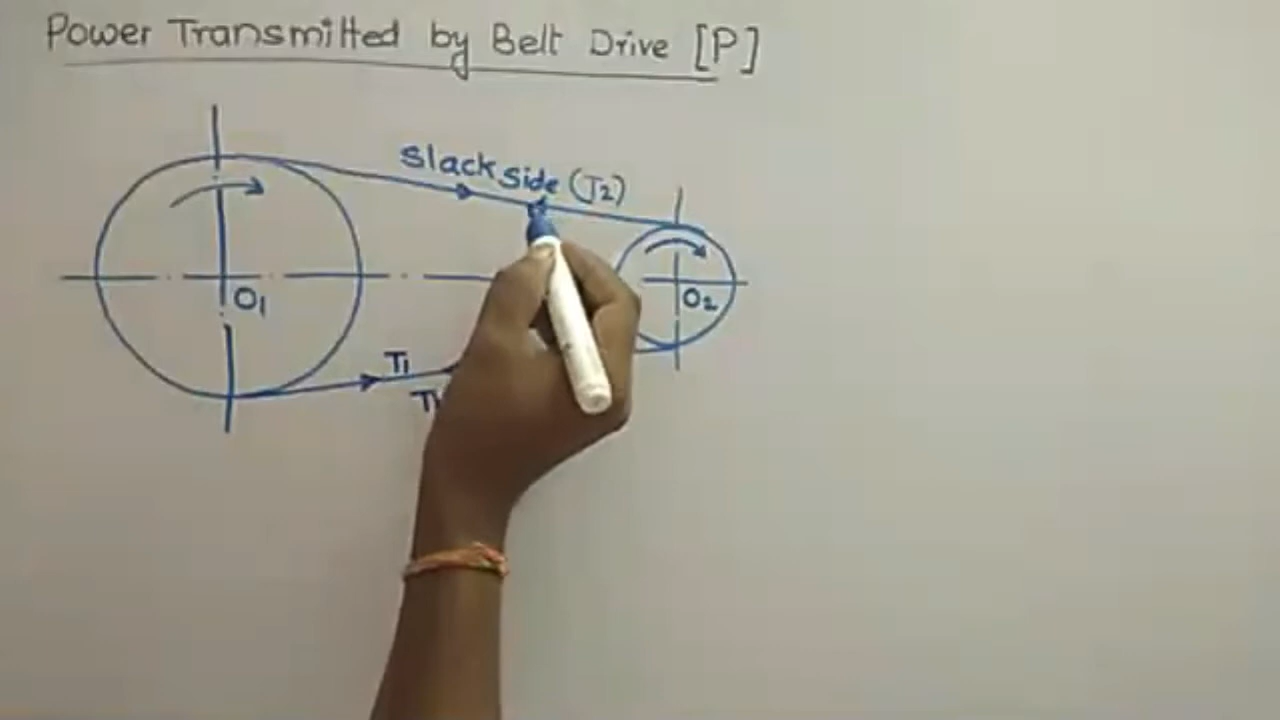 Power Transmitted by Belt Drive [P]
Slack Side (T2)
O1
O2
T1